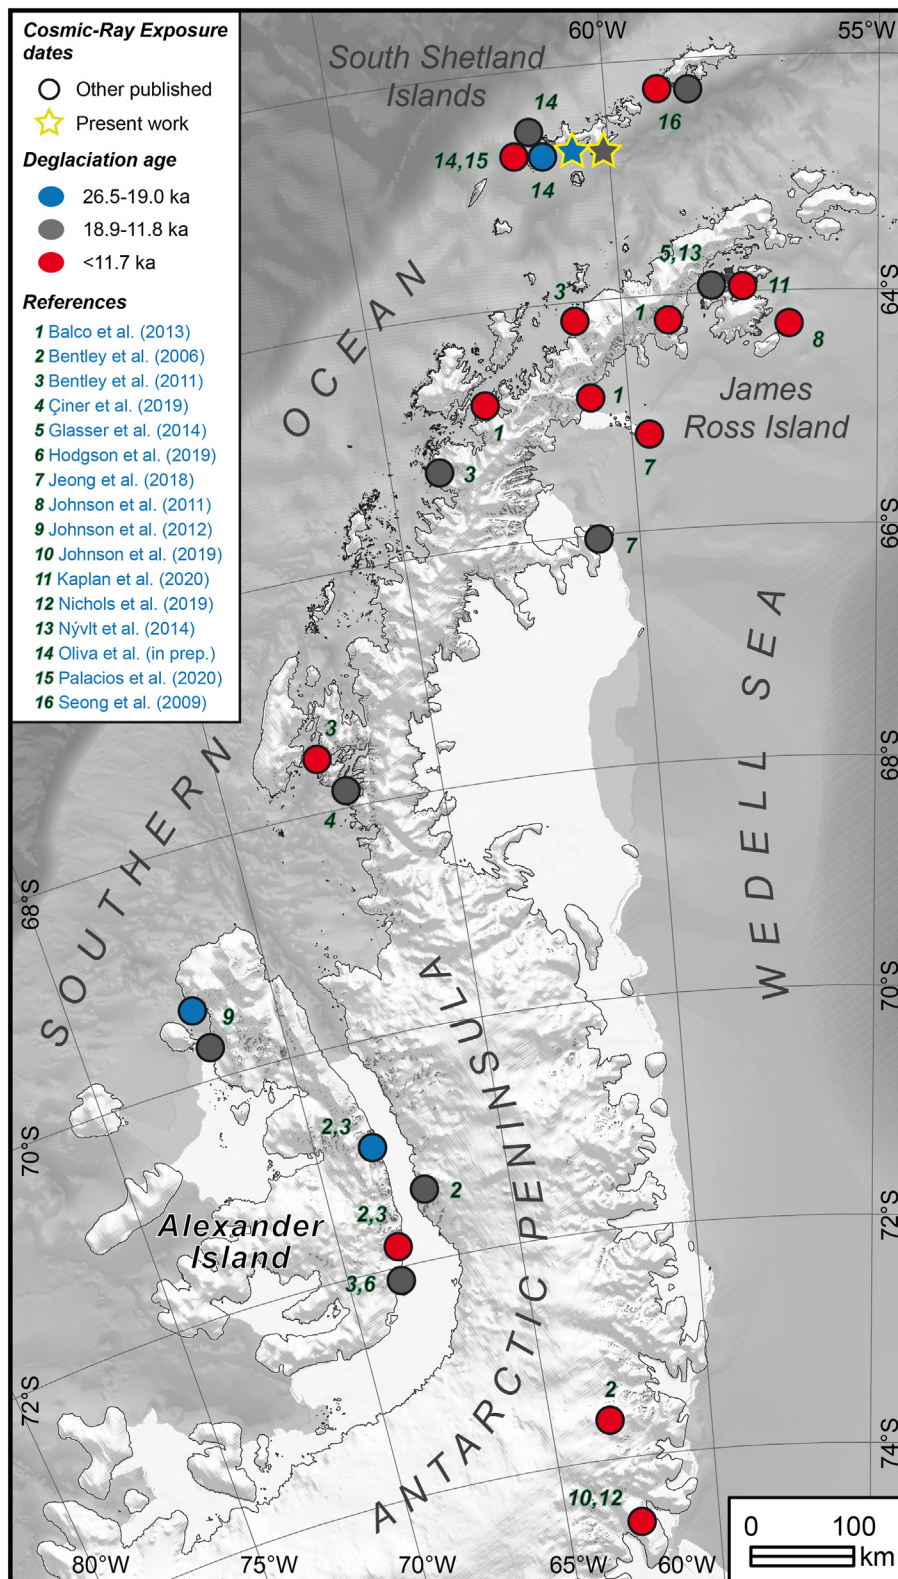 Cosmic-Ray Exposure
dates
Other published
Present work
Deglaciation age
26.5-19.0 ka
18.9-11.8 ka
<11.7 ka
References
1 Balco et al. (2013)
2 Bentley et al. (2006)
3 Bentley et al. (2011)
4 Çiner et al. (2019)
5 Glasser et al. (2014)
6 Hodgson et al. (2019)
7 Jeong et al. (2018)
8 Johnson et al. (2011)
9 Johnson et al. (2012)
10 Johnson et al. (2019)
11 Kaplan et al. (2020)
12 Nichols et al. (2019)
13 Nývlt et al. (2014)
14 Oliva et al. (in prep.)
15 Palacios et al. (2020)
16 Seong et al. (2009)
60°W
55°W
South Shetland
Islands
14
16
14,15
14
5,13
11
64°S
3
1
8
OCEAN
James
Ross Island
1
1
7
3
66°S
7
WEDELL SEA
3
68°S
4
SOUTHERN
68°S
70°S
9
ANTARCTIC PENINSULA
2,3
70°S
2
2,3
72°S
Alexander
Island
3,6
72°S
2
74°S
10,12
0
100
km
80°W
75°W
70°W
65°W
60°W